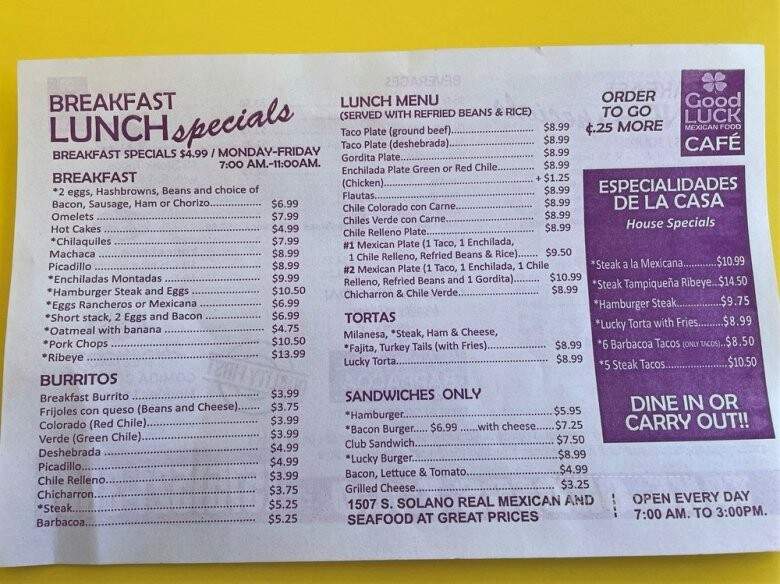 BREAKFAST
LUNCH specials
BREAKFAST SPECIALS $4.99 / MONDAY-FRIDAY
7:00 AM.-11:00AM.
BREAKFAST
*2 eggs, Hashbrowns, Beans and choice of
Bacon, Sausage, Ham or Chorizo................. $6.99
Omelets ........................................ $7.99
Hot Cakes ...................................... $4.99
*Chilaquiles ................................... $7.99
Machaca ........................................ $8.99
Picadillo ...................................... $8.99
*Enchiladas Montadas ........................... $9.99
*Hamburger Steak and Eggs ...................... $10.50
*Eggs Rancheros or Mexicana .................... $6.99
*Short stack, 2 Eggs and Bacon ................. $6.99
*Oatmeal with banana ........................... $4.75
*Pork Chops .................................... $10.50
*Ribeye ........................................ $13.99
BURRITOS
Breakfast Burrito .............................. $3.99
Frijoles con queso (Beans and Cheese)....... $3.75
Colorado (Red Chile)............................ $3.99
Verde (Green Chile)............................. $3.99
Deshebrada ..................................... $4.99
Picadillo....................................... $4.99
Chile Relleno................................... $3.99
Chicharron...................................... $3.75
*Steak.......................................... $5.25
Barbacoa........................................ $5.25
LUNCH MENU
(SERVED WITH REFRIED BEANS & RICE)
Taco Plate (ground beef)........................ $8.99
Taco Plate (deshebrada)......................... $8.99
Gordita Plate .................................. $8.99
Enchilada Plate Green or Red Chile.............. $8.99
(Chicken)....................................... + $1.25
Flautas......................................... $8.99
Chile Colorado con Carne........................ $8.99
Chiles Verde con Carne.......................... $8.99
Chile Relleno Plate............................. $8.99
#1 Mexican Plate (1 Taco, 1 Enchilada,
1 Chile Relleno, Refried Beans & Rice)...... $9.50
#2 Mexican Plate (1 Taco, 1 Enchilada, 1 Chile
Relleno, Refried Beans and 1 Gordita)........ $10.99
Chicharron & Chile Verde........................ $8.99
TORTAS
Milanesa, *Steak, Ham & Cheese,
*Fajita, Turkey Tails (with Fries).............. $8.99
Lucky Torta..................................... $8.99
SANDWICHES ONLY
*Hamburger...................................... $5.95
*Bacon Burger..... $6.99 .....with cheese.....$7.25
Club Sandwich................................... $7.50
*Lucky Burger................................... $8.99
Bacon, Lettuce & Tomato......................... $4.99
Grilled Cheese.................................. $3.25
1507 S. SOLANO REAL MEXICAN AND
SEAFOOD AT GREAT PRICES
OPEN EVERY DAY
7:00 AM. TO 3:00PM.
ORDER
TO GO
¢.25 MORE
Good
LUCK
MEXICAN FOOD
CAFÉ
ESPECIALIDADES
DE LA CASA
House Specials
*Steak a la Mexicana..........$10.99
*Steak Tampiqueña Ribeye..$14.50
*Hamburger Steak..........$9.75
*Lucky Torta with Fries.....$8.99
*6 Barbacoa Tacos (ONLY TACOS)..$8.50
*5 Steak Tacos..................$10.50
DINE IN OR
CARRY OUT!!